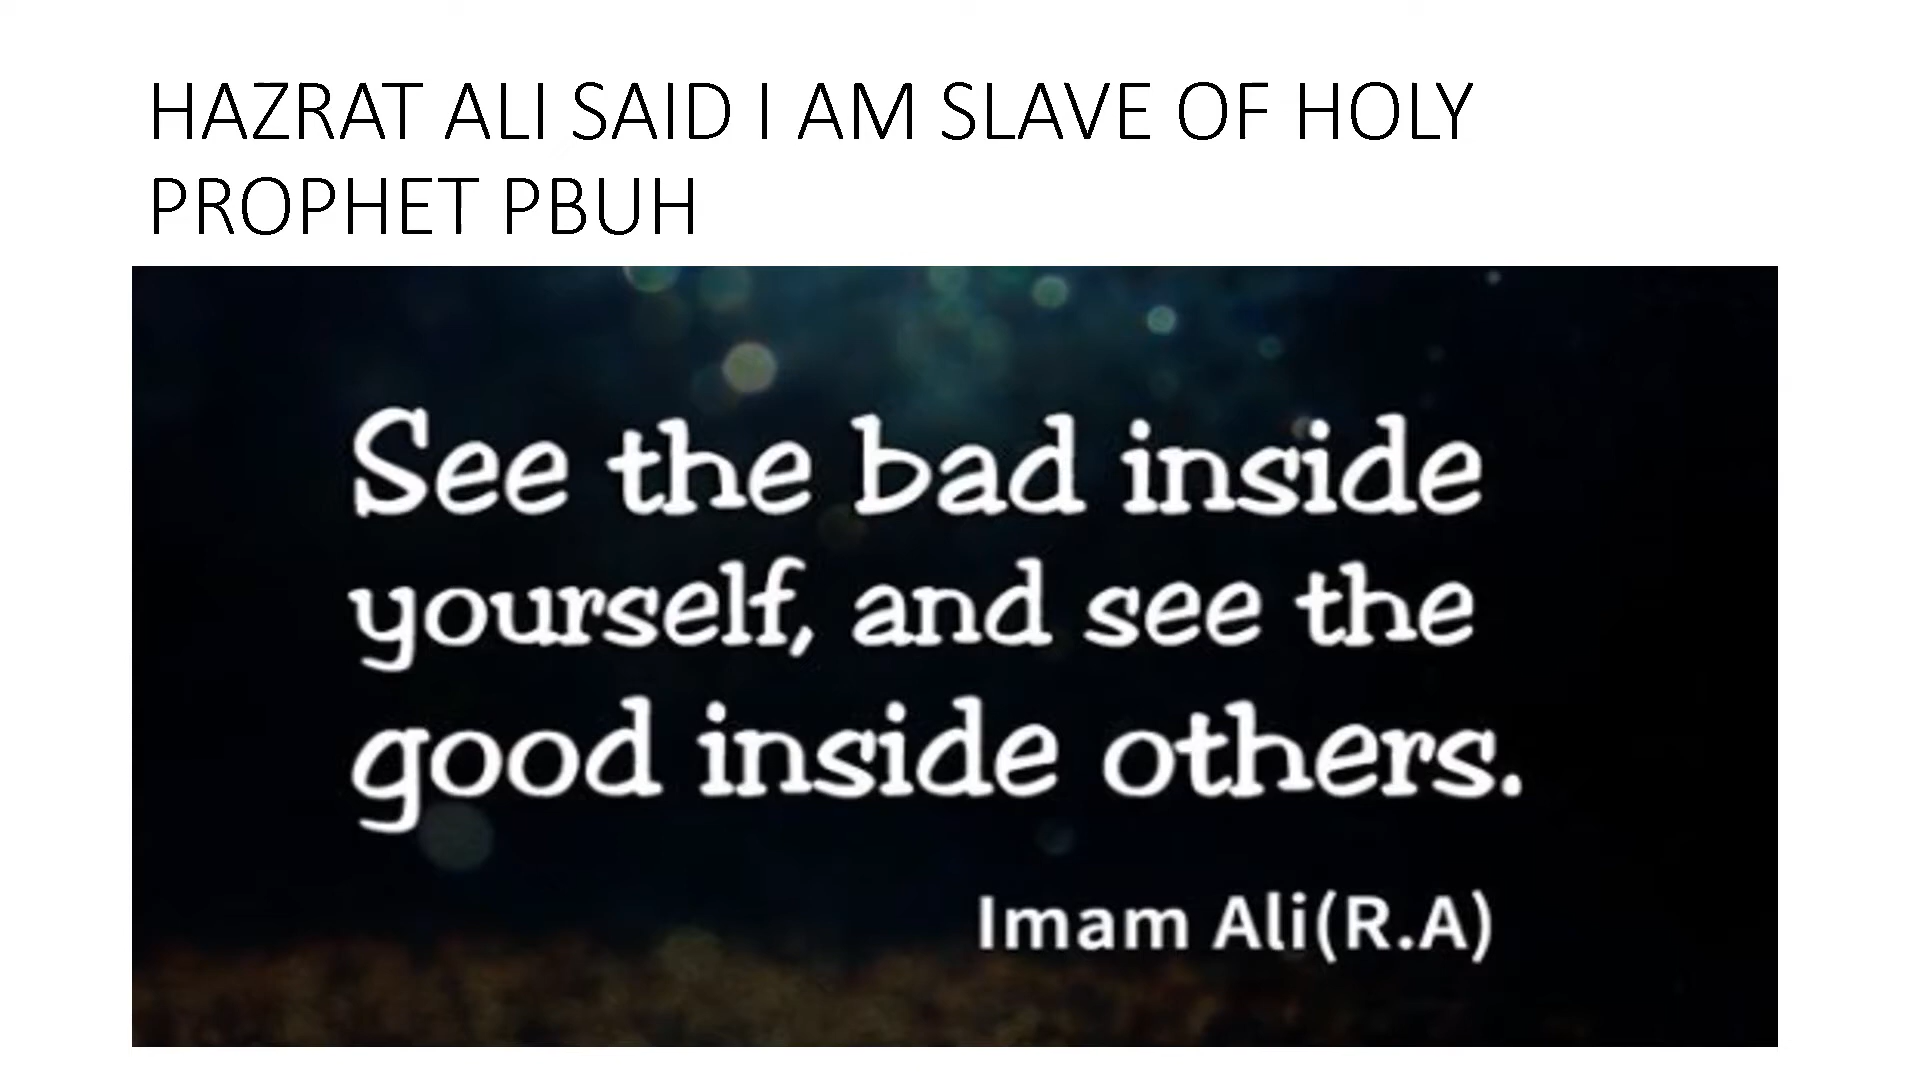 HAZRAT ALI SAID I AM SLAVE OF HOLY
PROPHET PBUH
See the bad inside
yourself, and see the
good inside others.
Imam Ali(R.A)